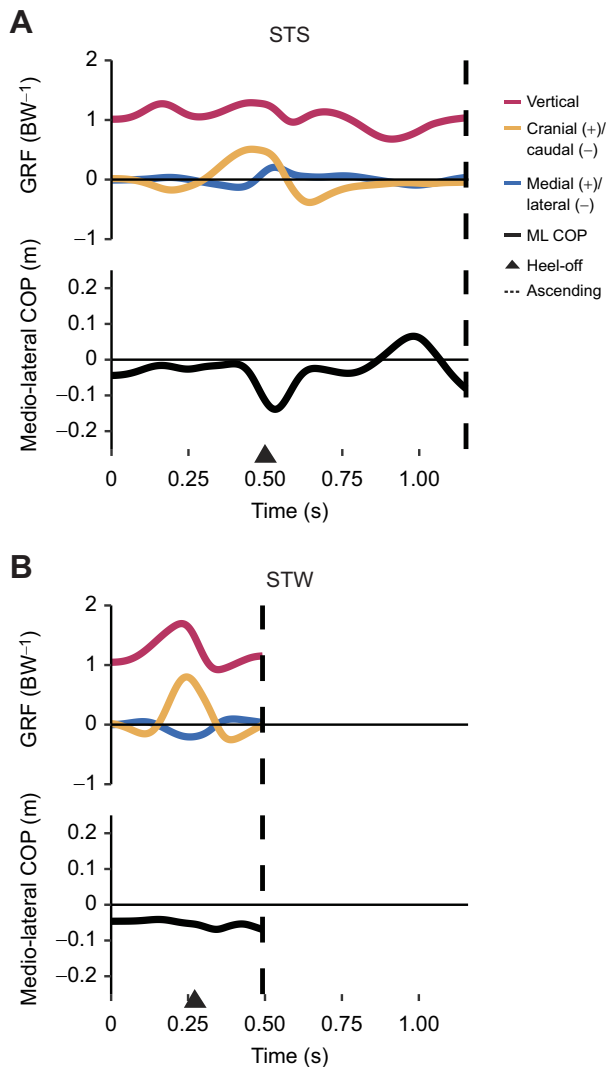 A
STS
2
1
0
−1
GRF (BW−1)
Vertical
Cranial (+)/
caudal (−)
Medial (+)/
lateral (−)
ML COP
Heel-off
Ascending
0.2
0.1
0
−0.1
−0.2
Medio-lateral COP (m)
0 0.25 0.50 0.75 1.00
Time (s)
B
STW
2
1
0
−1
GRF (BW−1)
0.2
0.1
0
−0.1
−0.2
Medio-lateral COP (m)
0 0.25 0.50 0.75 1.00
Time (s)